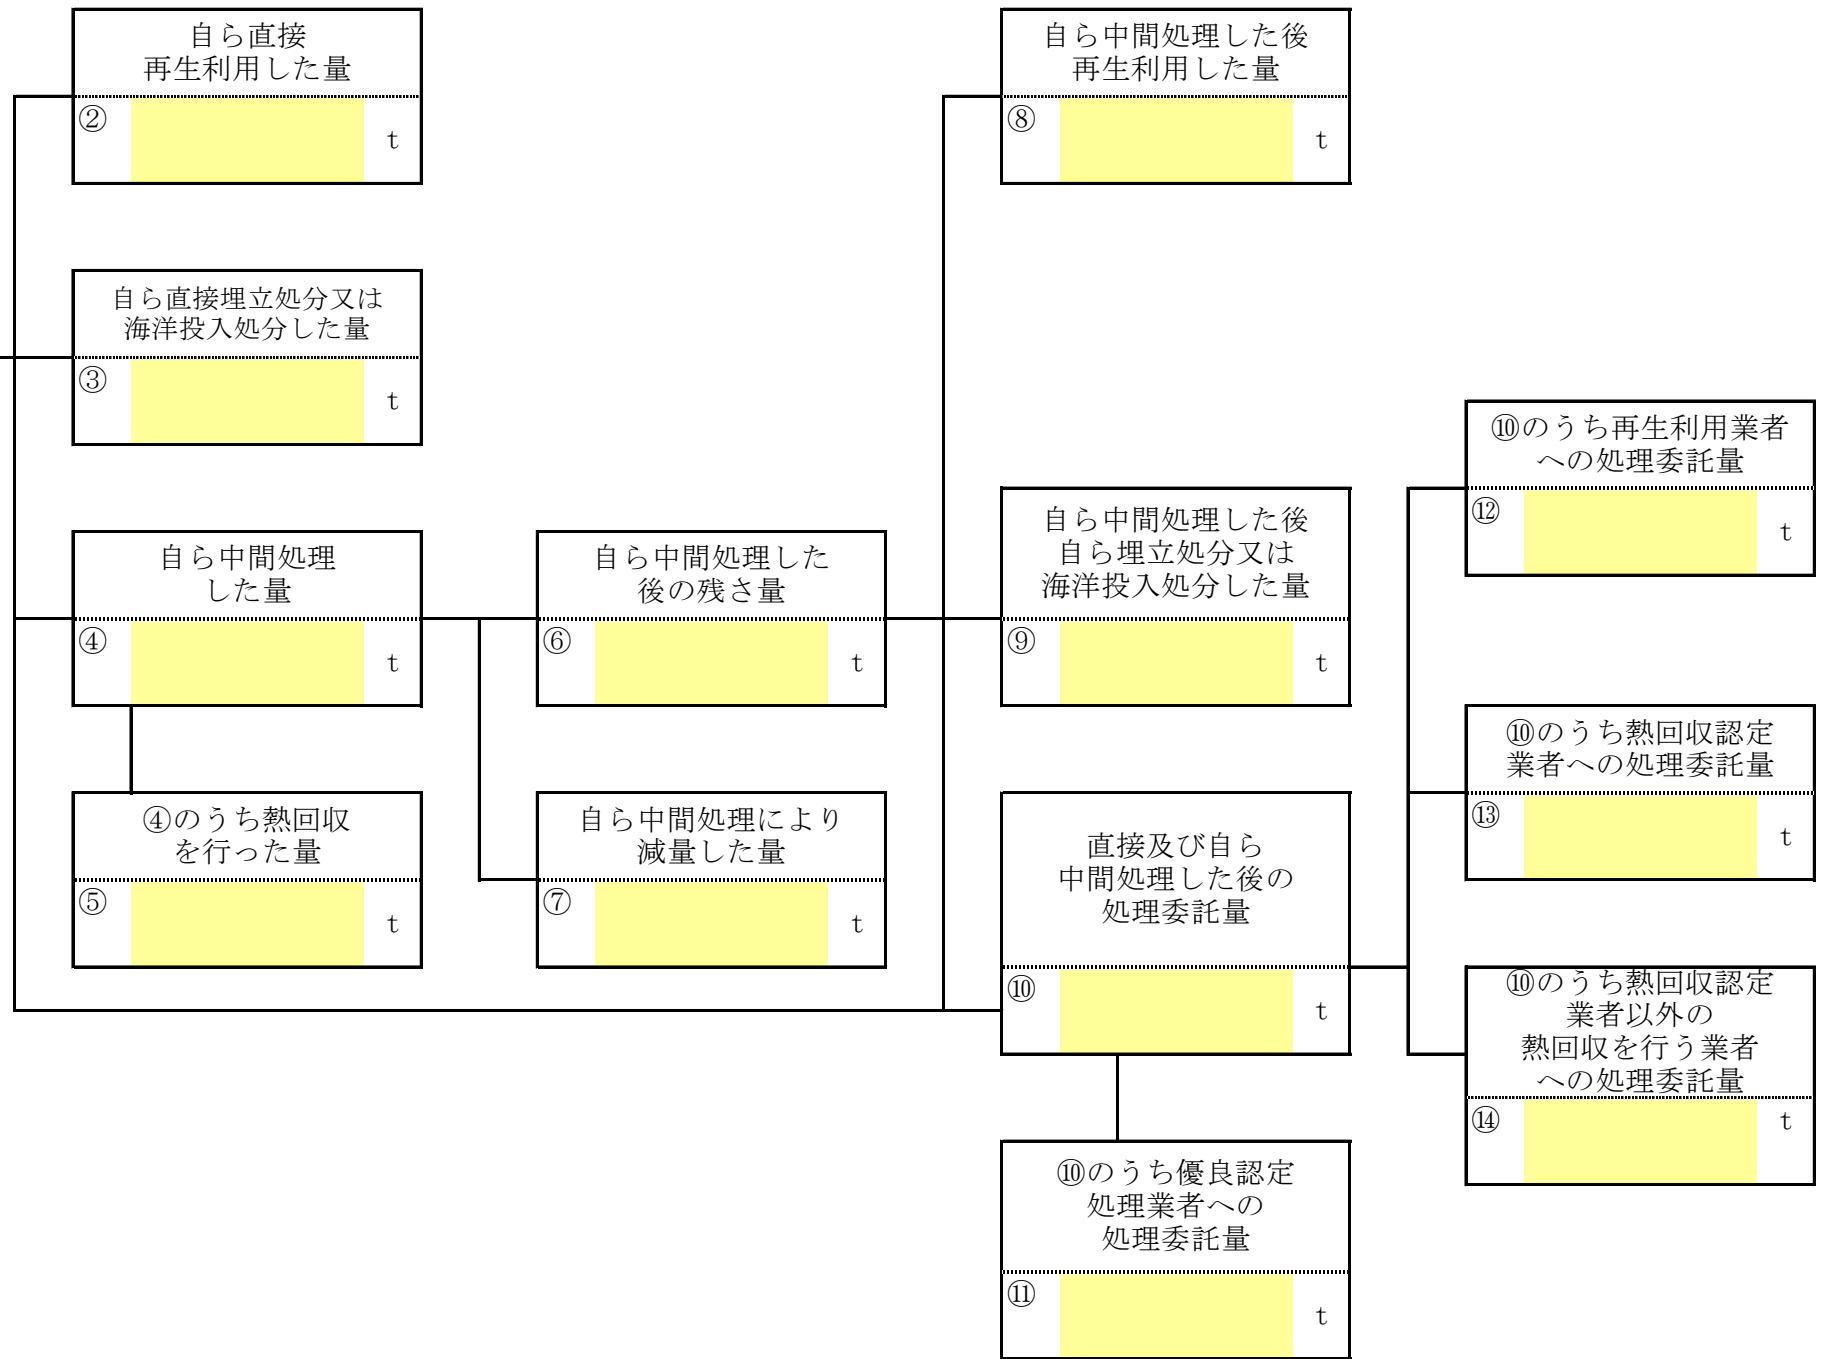 自ら直接
再生利用した量
②
t
自ら中間処理した後
再生利用した量
⑧
t
自ら直接埋立処分又は
海洋投入処分した量
③
t
⑩のうち再生利用業者
への処理委託量
⑫
t
自ら中間処理
した量
④
t
自ら中間処理した
後の残さ量
⑥
t
自ら中間処理した後
自ら埋立処分又は
海洋投入処分した量
⑨
t
⑩のうち熱回収認定
業者への処理委託量
⑬
t
④のうち熱回収
を行った量
⑤
t
自ら中間処理により
減量した量
⑦
t
直接及び自ら
中間処理した後の
処理委託量
⑩
t
⑩のうち熱回収認定
業者以外の
熱回収を行う業者
への処理委託量
⑭
t
⑩のうち優良認定
処理業者への
処理委託量
⑪
t